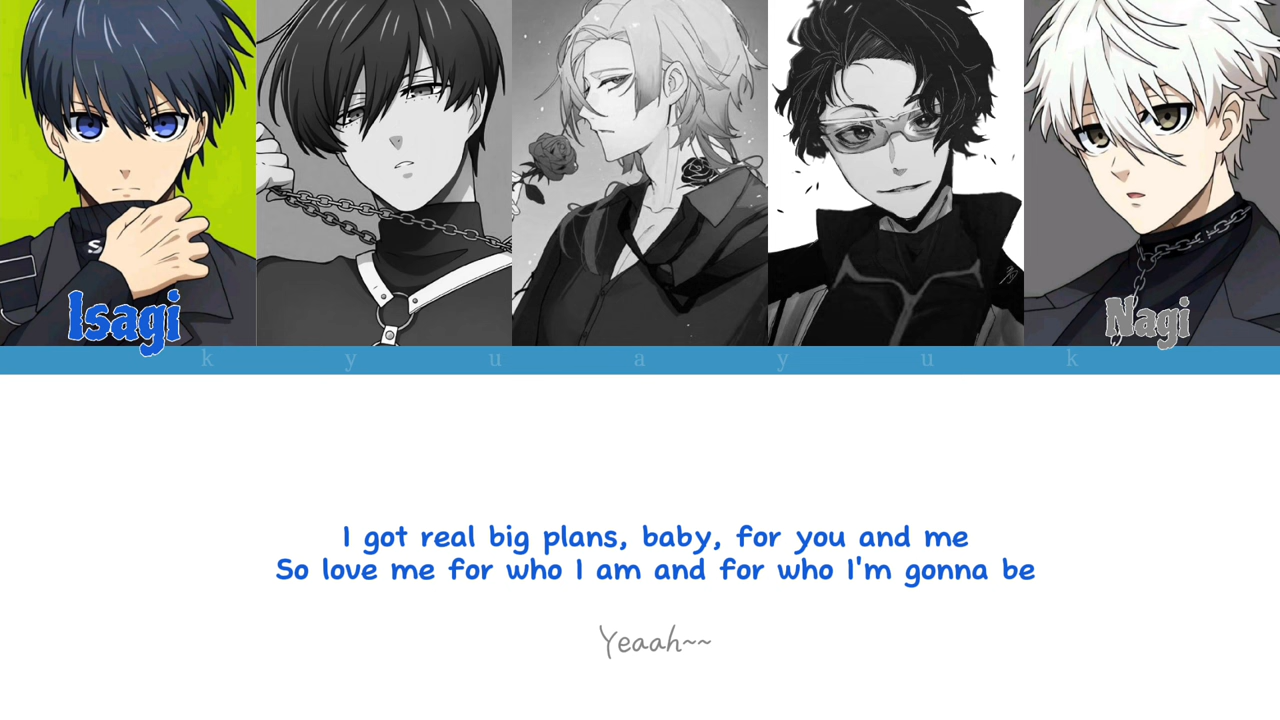 S
Isagi
Nagi
k y u a y u k
I got real big plans, baby, for you and me
So love me for who I am and for who I'm gonna be
Yeaah~~